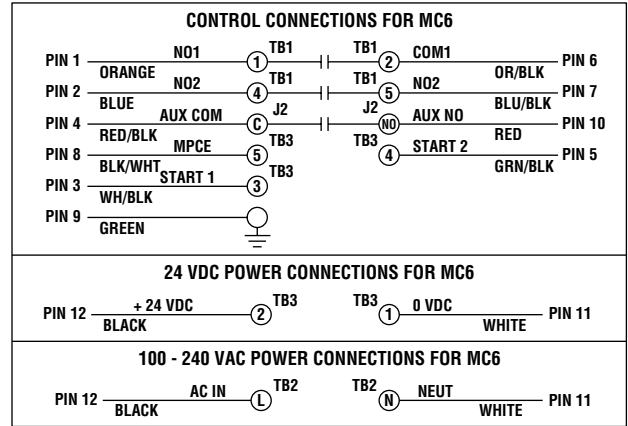 CONTROL CONNECTIONS FOR MC6
PIN 1 NO1 ORANGE 1 TB1 TB1 2 COM1 OR/BLK PIN 6
PIN 2 NO2 BLUE 4 TB1 TB1 5 NO2 BLU/BLK PIN 7
PIN 4 AUX COM RED/BLK C J2 J2 NO AUX NO RED PIN 10
PIN 8 MPCE BLK/WHT 5 TB3 TB3 4 START 2 GRN/BLK PIN 5
PIN 3 START 1 WH/BLK 3 TB3
PIN 9 GREEN
24 VDC POWER CONNECTIONS FOR MC6
PIN 12 + 24 VDC BLACK 2 TB3 TB3 1 0 VDC WHITE PIN 11
100 - 240 VAC POWER CONNECTIONS FOR MC6
PIN 12 AC IN BLACK L TB2 TB2 N NEUT WHITE PIN 11